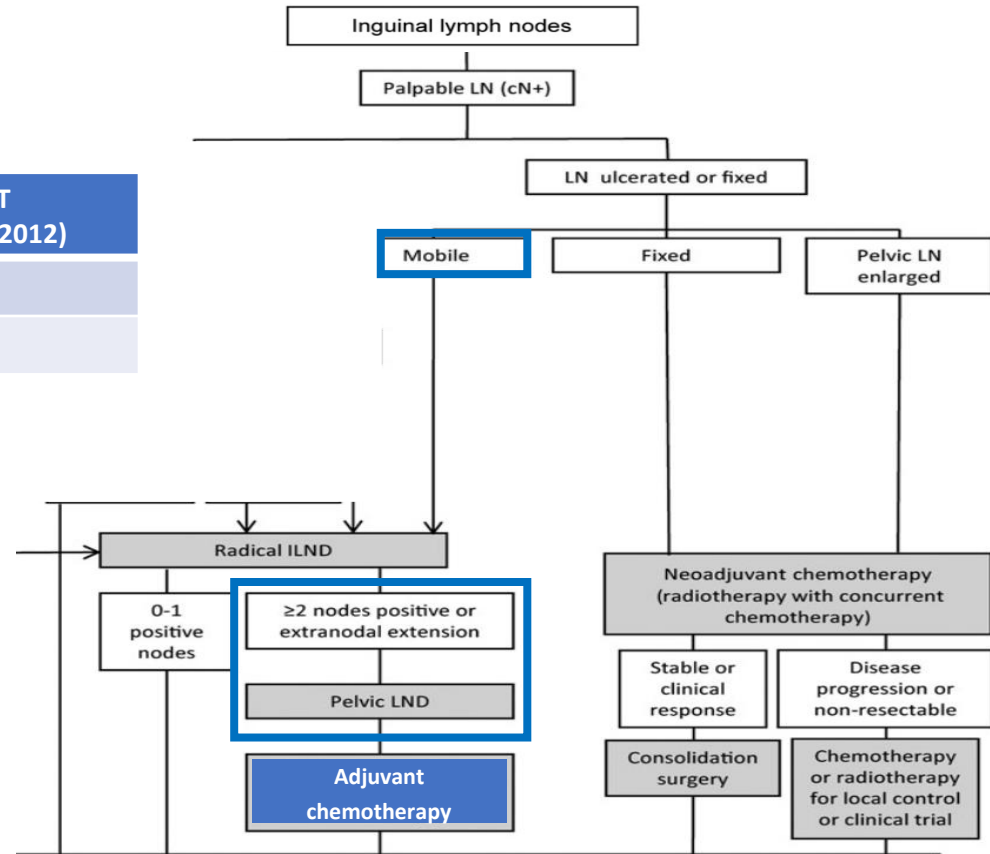 Inguinal lymph nodes
Palpable LN (cN+)
T
2012)
LN ulcerated or fixed
Mobile
Fixed
Pelvic LN
enlarged
Radical ILND
0-1
positive
nodes
≥2 nodes positive or
extranodal extension
Pelvic LND
Adjuvant
chemotherapy
Neoadjuvant chemotherapy
(radiotherapy with concurrent
chemotherapy)
Stable or
clinical
response
Disease
progression or
non-resectable
Consolidation
surgery
Chemotherapy
or radiotherapy
for local control
or clinical trial